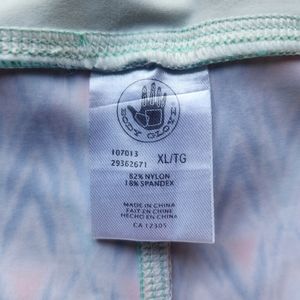 BODY GLOVE
107013
29362671 XL/TG
82% NYLON
18% SPANDEX
MADE IN CHINA
FAIT EN CHINE
HECHO EN CHINA
CA 12305